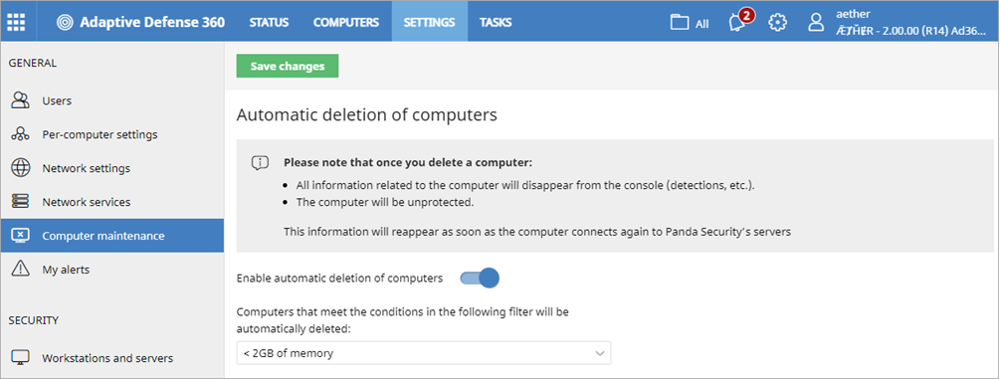 Adaptive Defense 360
STATUS
COMPUTERS
SETTINGS
TASKS
All
2
aether
ÆȾĦɆR - 2.00.00 (R14) Ad36...
GENERAL
Users
Per-computer settings
Network settings
Network services
Computer maintenance
My alerts
SECURITY
Workstations and servers
Save changes
Automatic deletion of computers
Please note that once you delete a computer:
• All information related to the computer will disappear from the console (detections, etc.).
• The computer will be unprotected.
This information will reappear as soon as the computer connects again to Panda Security's servers
Enable automatic deletion of computers
Computers that meet the conditions in the following filter will be
automatically deleted:
< 2GB of memory